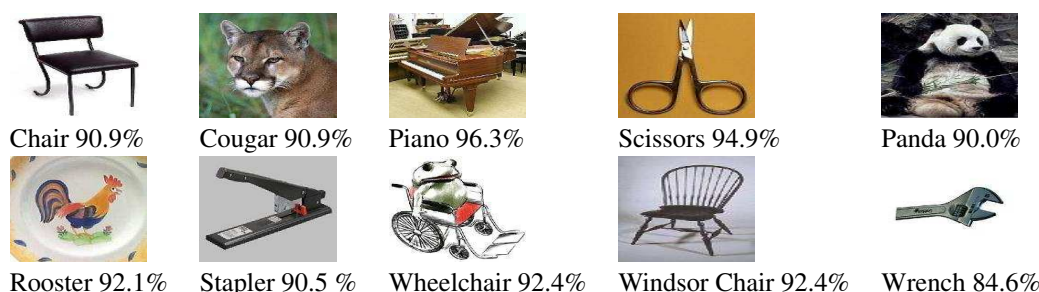 Chair 90.9% Cougar 90.9% Piano 96.3% Scissors 94.9% Panda 90.0%
Rooster 92.1% Stapler 90.5 % Wheelchair 92.4% Windsor Chair 92.4% Wrench 84.6%